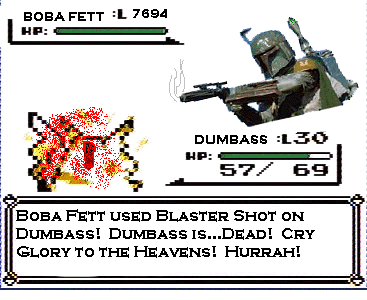 BOBA FETT :L 7694
HP:
DUMBASS :L30
HP:
57/ 69
BOBA FETT USED BLASTER SHOT ON
DUMBASS! DUMBASS IS...DEAD! CRY
GLORY TO THE HEAVENS! HURRAH!